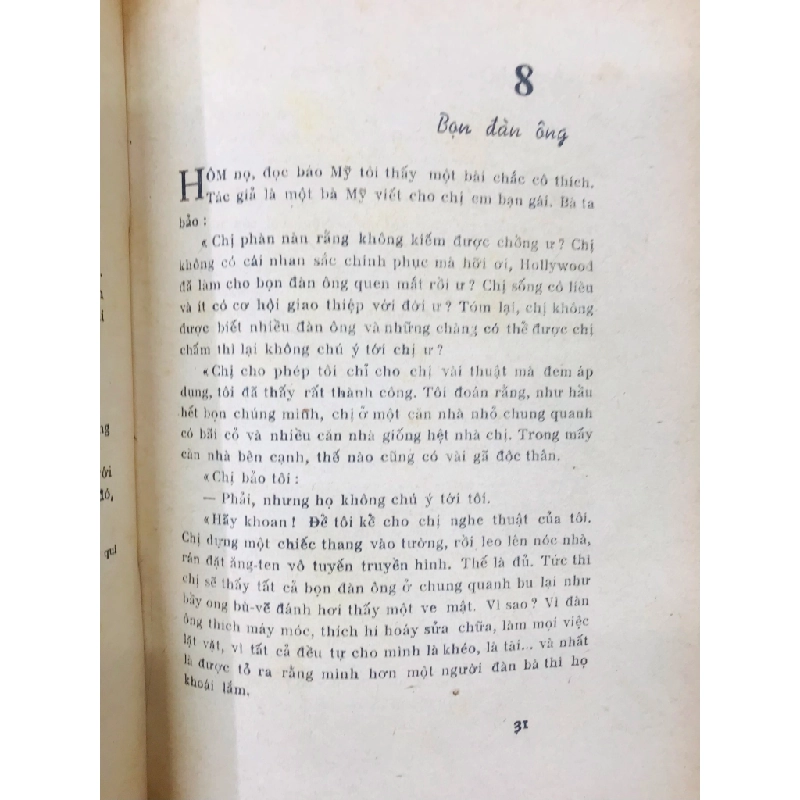 8
Bọn đàn ông
HÔM nọ, đọc báo Mỹ tôi thấy một bài chắc cô thích.
Tác giả là một bà Mỹ viết cho chị em bạn gái. Bà ta
bảo :
« Chị phàn nàn rằng không kiếm được chồng ư ? Chị
không có cái nhan sắc chinh phục mà hỡi ơi, Hollywood
đã làm cho bọn đàn ông quen mắt rồi ư ? Chị sống cô liêu
và ít có cơ hội giao thiệp với đời ư ? Tóm lại, chị không
được biết nhiều đàn ông và những chàng có thể được chị
chấm thì lại không chú ý tới chị ư ?
«Chị cho phép tôi chỉ cho chị vài thuật mà đem áp
dụng, tôi đã thấy rất thành công. Tôi đoán rằng, như hầu
hết bọn chúng mình, chị ở một căn nhà nhỏ chung quanh
có bãi cỏ và nhiều căn nhà giống hệt nhà chị. Trong mấy
căn nhà bên cạnh, thế nào cũng có vài gã độc thân.
«Chị bảo tôi :
— Phải, nhưng họ không chú ý tới tôi.
«Hãy khoan ! Để tôi kể cho chị nghe thuật của tôi.
Chị dựng một chiếc thang vào tường, rồi leo lên nóc nhà,
rán đặt ăng-ten vô tuyến truyền hình. Thế là đủ. Tức thì
chị sẽ thấy tất cả bọn đàn ông ở chung quanh bu lại như
bầy ong bù-vẽ đánh hơi thấy một ve mật. Vì sao ? Vì đàn
ông thích máy móc, thích hí hoáy sửa chữa, làm mọi việc
lặt vặt, vì tất cả đều tự cho mình là khéo, là tài... và nhất
là được tỏ ra rằng mình hơn một người đàn bà thì họ
khoái lắm.
31
ng
ới
đó,
qui